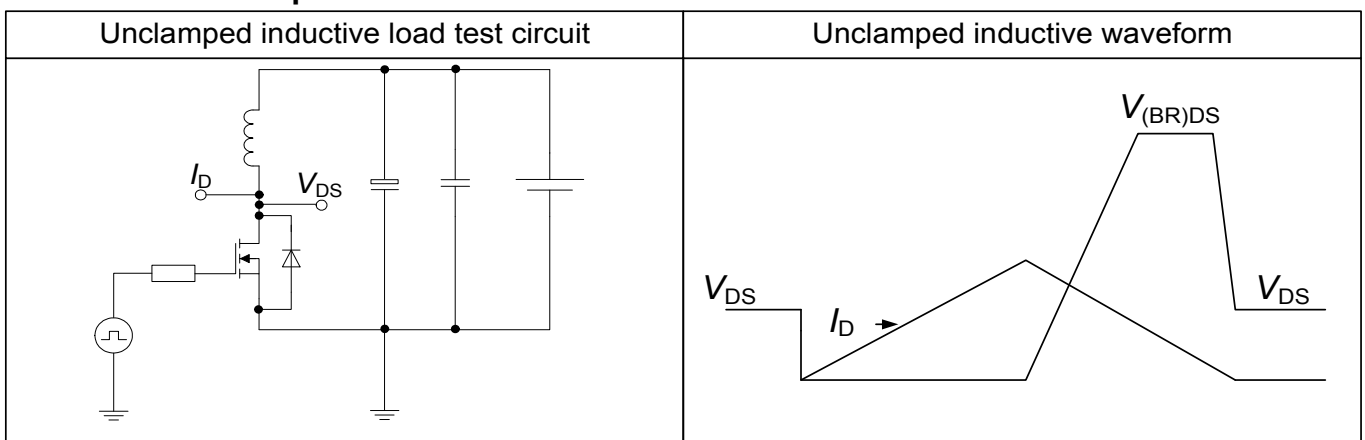 Unclamped inductive load test circuit
Unclamped inductive waveform
I_D
V_DS
V_(BR)DS
V_DS
I_D
V_DS